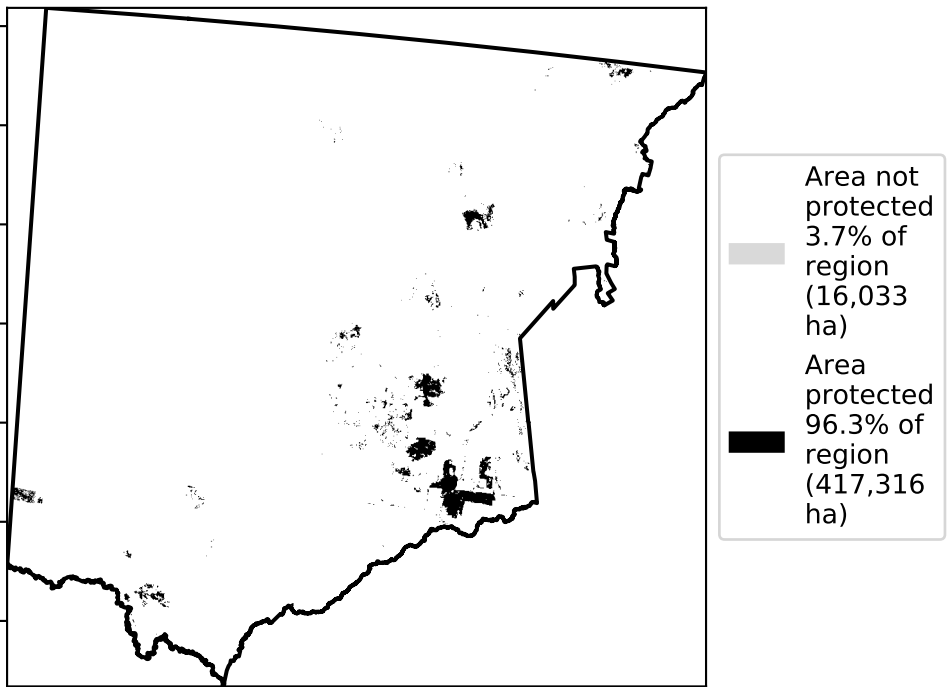 Area not
protected
3.7% of
region
(16,033
ha)
Area
protected
96.3% of
region
(417,316
ha)